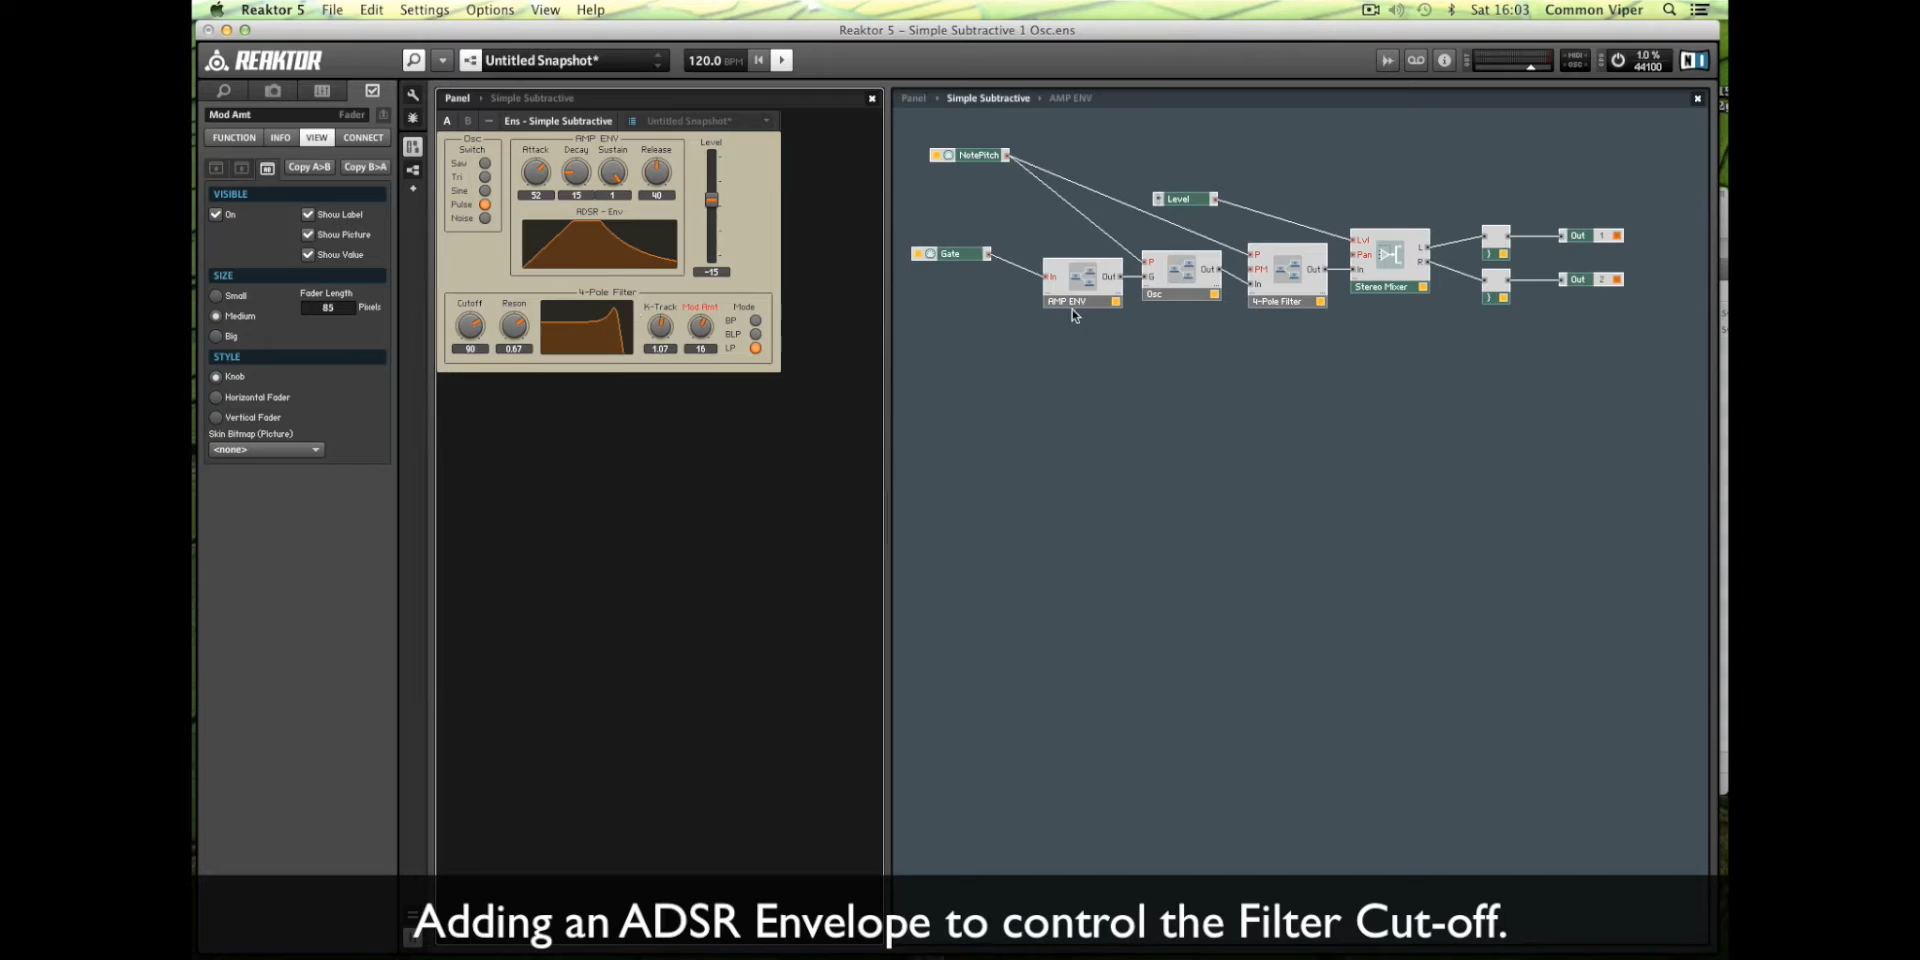 Reaktor 5 File Edit Settings Options View Help Sat 16:03 Common Viper
Reaktor 5 – Simple Subtractive 1 Osc.ens
REAKTOR Untitled Snapshot* 120.0 BPM MIDI OSC 1.0 % 44100
Mod Amt Fader
FUNCTION INFO VIEW CONNECT
Copy A>B Copy B>A
VISIBLE
On Show Label
Show Picture
Show Value
SIZE
Small Fader Length
Medium 85 Pixels
Big
STYLE
Knob
Horizontal Fader
Vertical Fader
Skin Bitmap (Picture)
<none>
Panel Simple Subtractive
A B Ens - Simple Subtractive Untitled Snapshot*
Osc AMP ENV Level
Switch Attack Decay Sustain Release
Saw
Tri
Sine
Pulse
Noise
52 15 1 40
ADSR - Env
-15
4-Pole Filter
Cutoff Reson K-Track Mod Amt Mode
BP
BLP
LP
90 0.67 1.07 16
Panel Simple Subtractive AMP ENV
NotePitch
Level
Gate
In Out
AMP ENV
P Out
G
Osc
P
PM Out
In
4-Pole Filter
Lvl L
Pan
In R
Stereo Mixer
Out 1
Out 2
Adding an ADSR Envelope to control the Filter Cut-off.